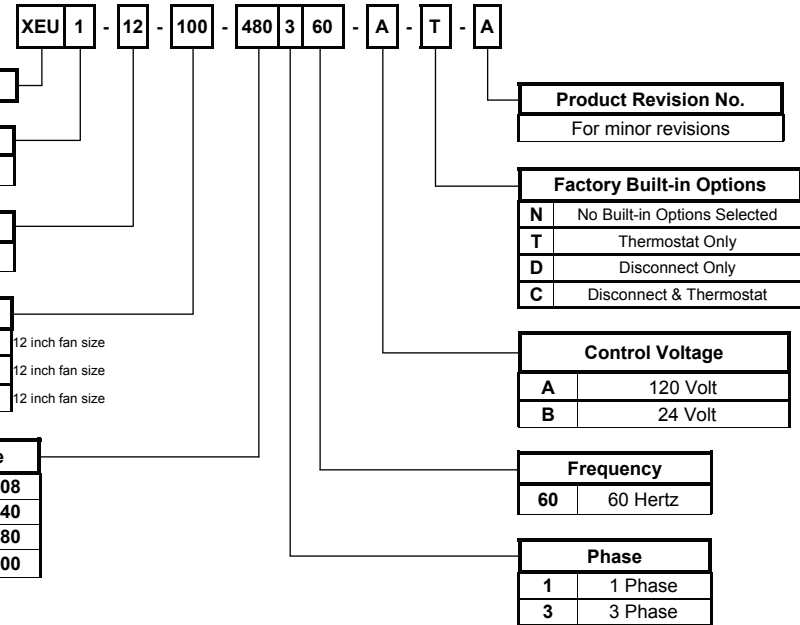 XEU 1 - 12 - 100 - 480 3 60 - A - T - A
Product Revision No.
For minor revisions
Factory Built-in Options
N No Built-in Options Selected
T Thermostat Only
D Disconnect Only
C Disconnect & Thermostat
12 inch fan size
12 inch fan size
12 inch fan size
Control Voltage
A 120 Volt
B 24 Volt
e
08
40
80
00
Frequency
60 60 Hertz
Phase
1 1 Phase
3 3 Phase